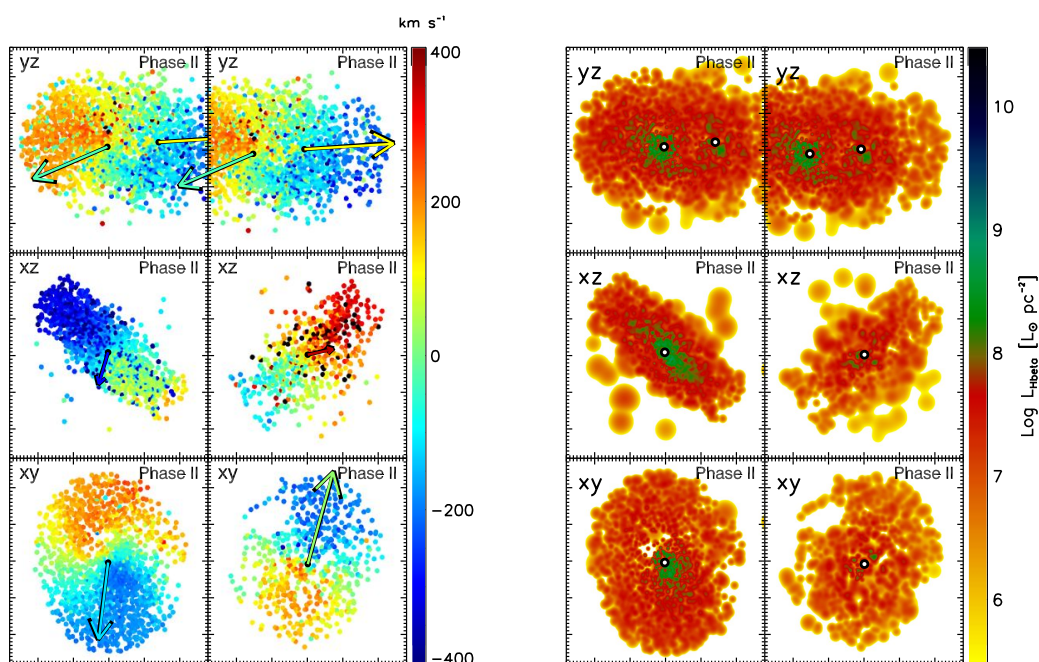 km s⁻¹
yz Phase II
yz Phase II
400
200
0
−200
−400
xz Phase II
xz Phase II
xy Phase II
xy Phase II
yz Phase II
yz Phase II
xz Phase II
xz Phase II
xy Phase II
xy Phase II
10
9
8
7
6
Log L_Hbeta [L⊙ pc⁻²]